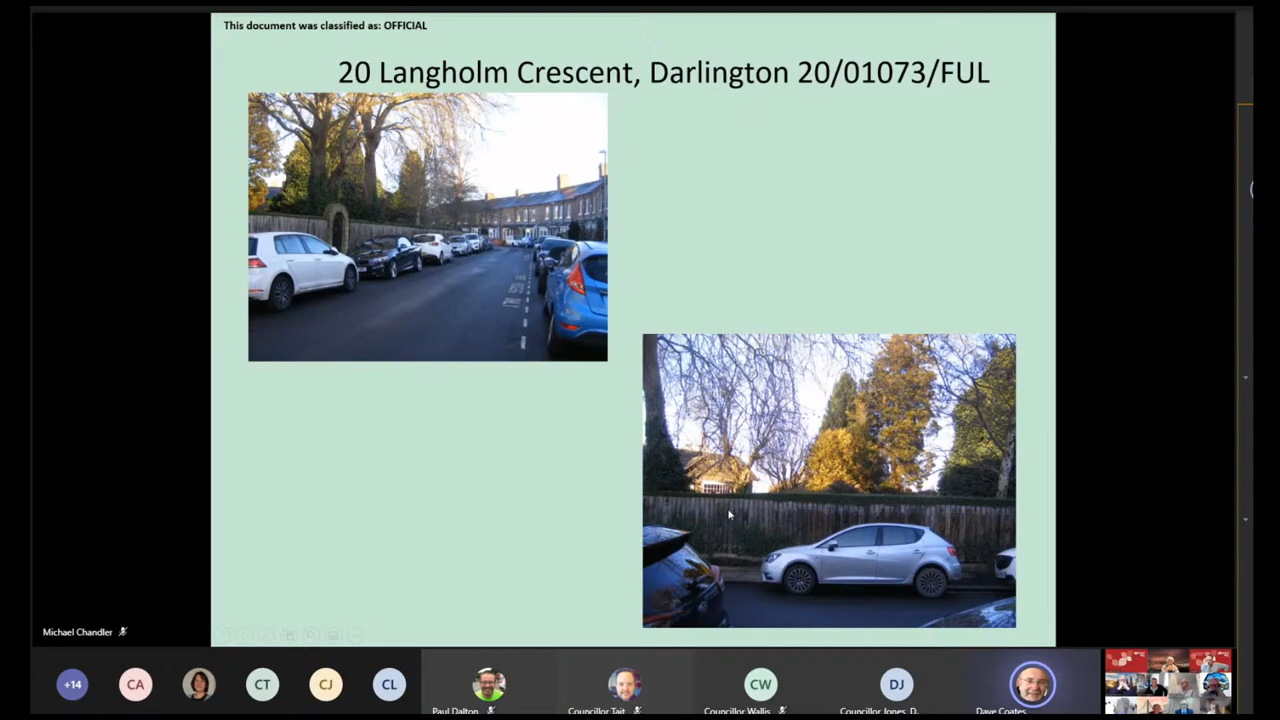 This document was classified as: OFFICIAL
20 Langholm Crescent, Darlington 20/01073/FUL
Michael Chandler
+14
CA
CT
CJ
CL
CW
DJ
Paul Dalton
Councillor Tait
Councillor Wallis
Councillor Jones, D.
Dave Coates